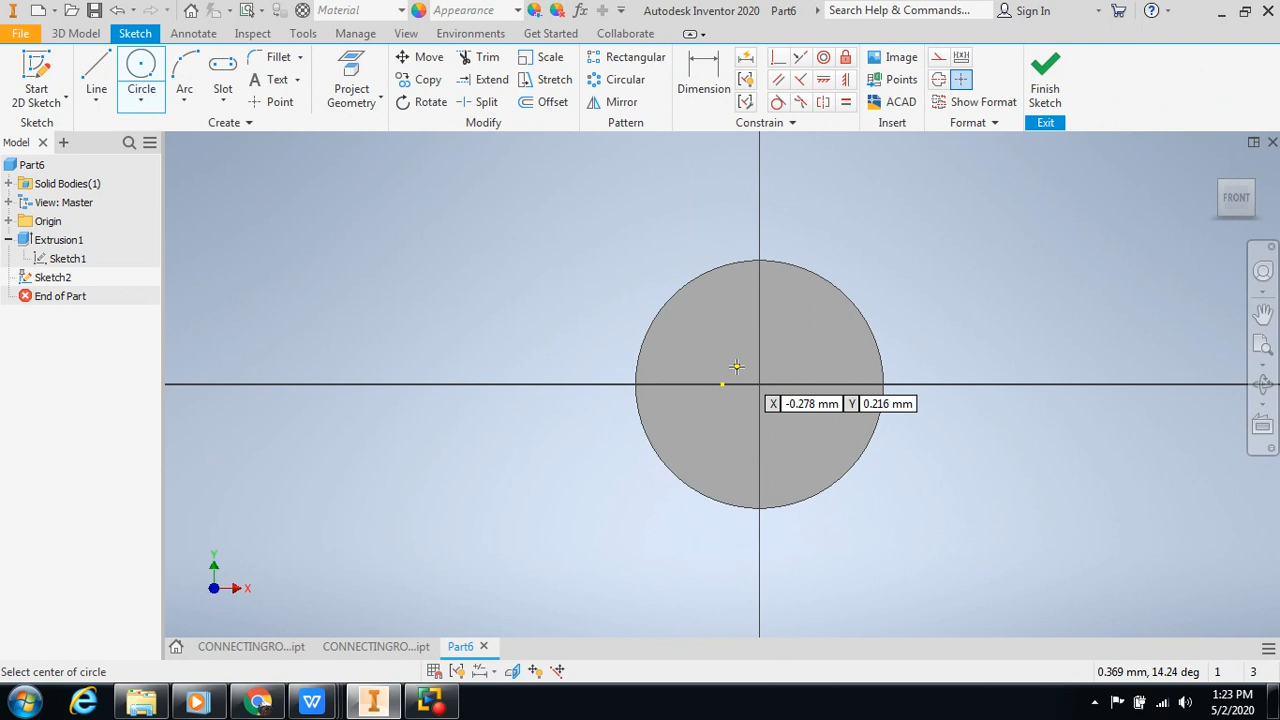 Material Appearance Autodesk Inventor 2020 Part6 Search Help & Commands... Sign In
File 3D Model Sketch Annotate Inspect Tools Manage View Environments Get Started Collaborate
Start
2D Sketch
Line
Circle
Arc
Slot
Fillet
Text
Point
Project
Geometry
Move
Copy
Rotate
Trim
Extend
Split
Scale
Stretch
Offset
Rectangular
Circular
Mirror
Dimension
Image
Points
ACAD
Show Format
Finish
Sketch
Sketch Create Modify Pattern Constrain Insert Format Exit
Model
Part6
Solid Bodies(1)
View: Master
Origin
Extrusion1
Sketch1
Sketch2
End of Part
FRONT
X -0.278 mm Y 0.216 mm
Y
X
CONNECTINGRO...ipt CONNECTINGRO...ipt Part6
Select center of circle
0.369 mm, 14.24 deg 1 3
1:23 PM
5/2/2020